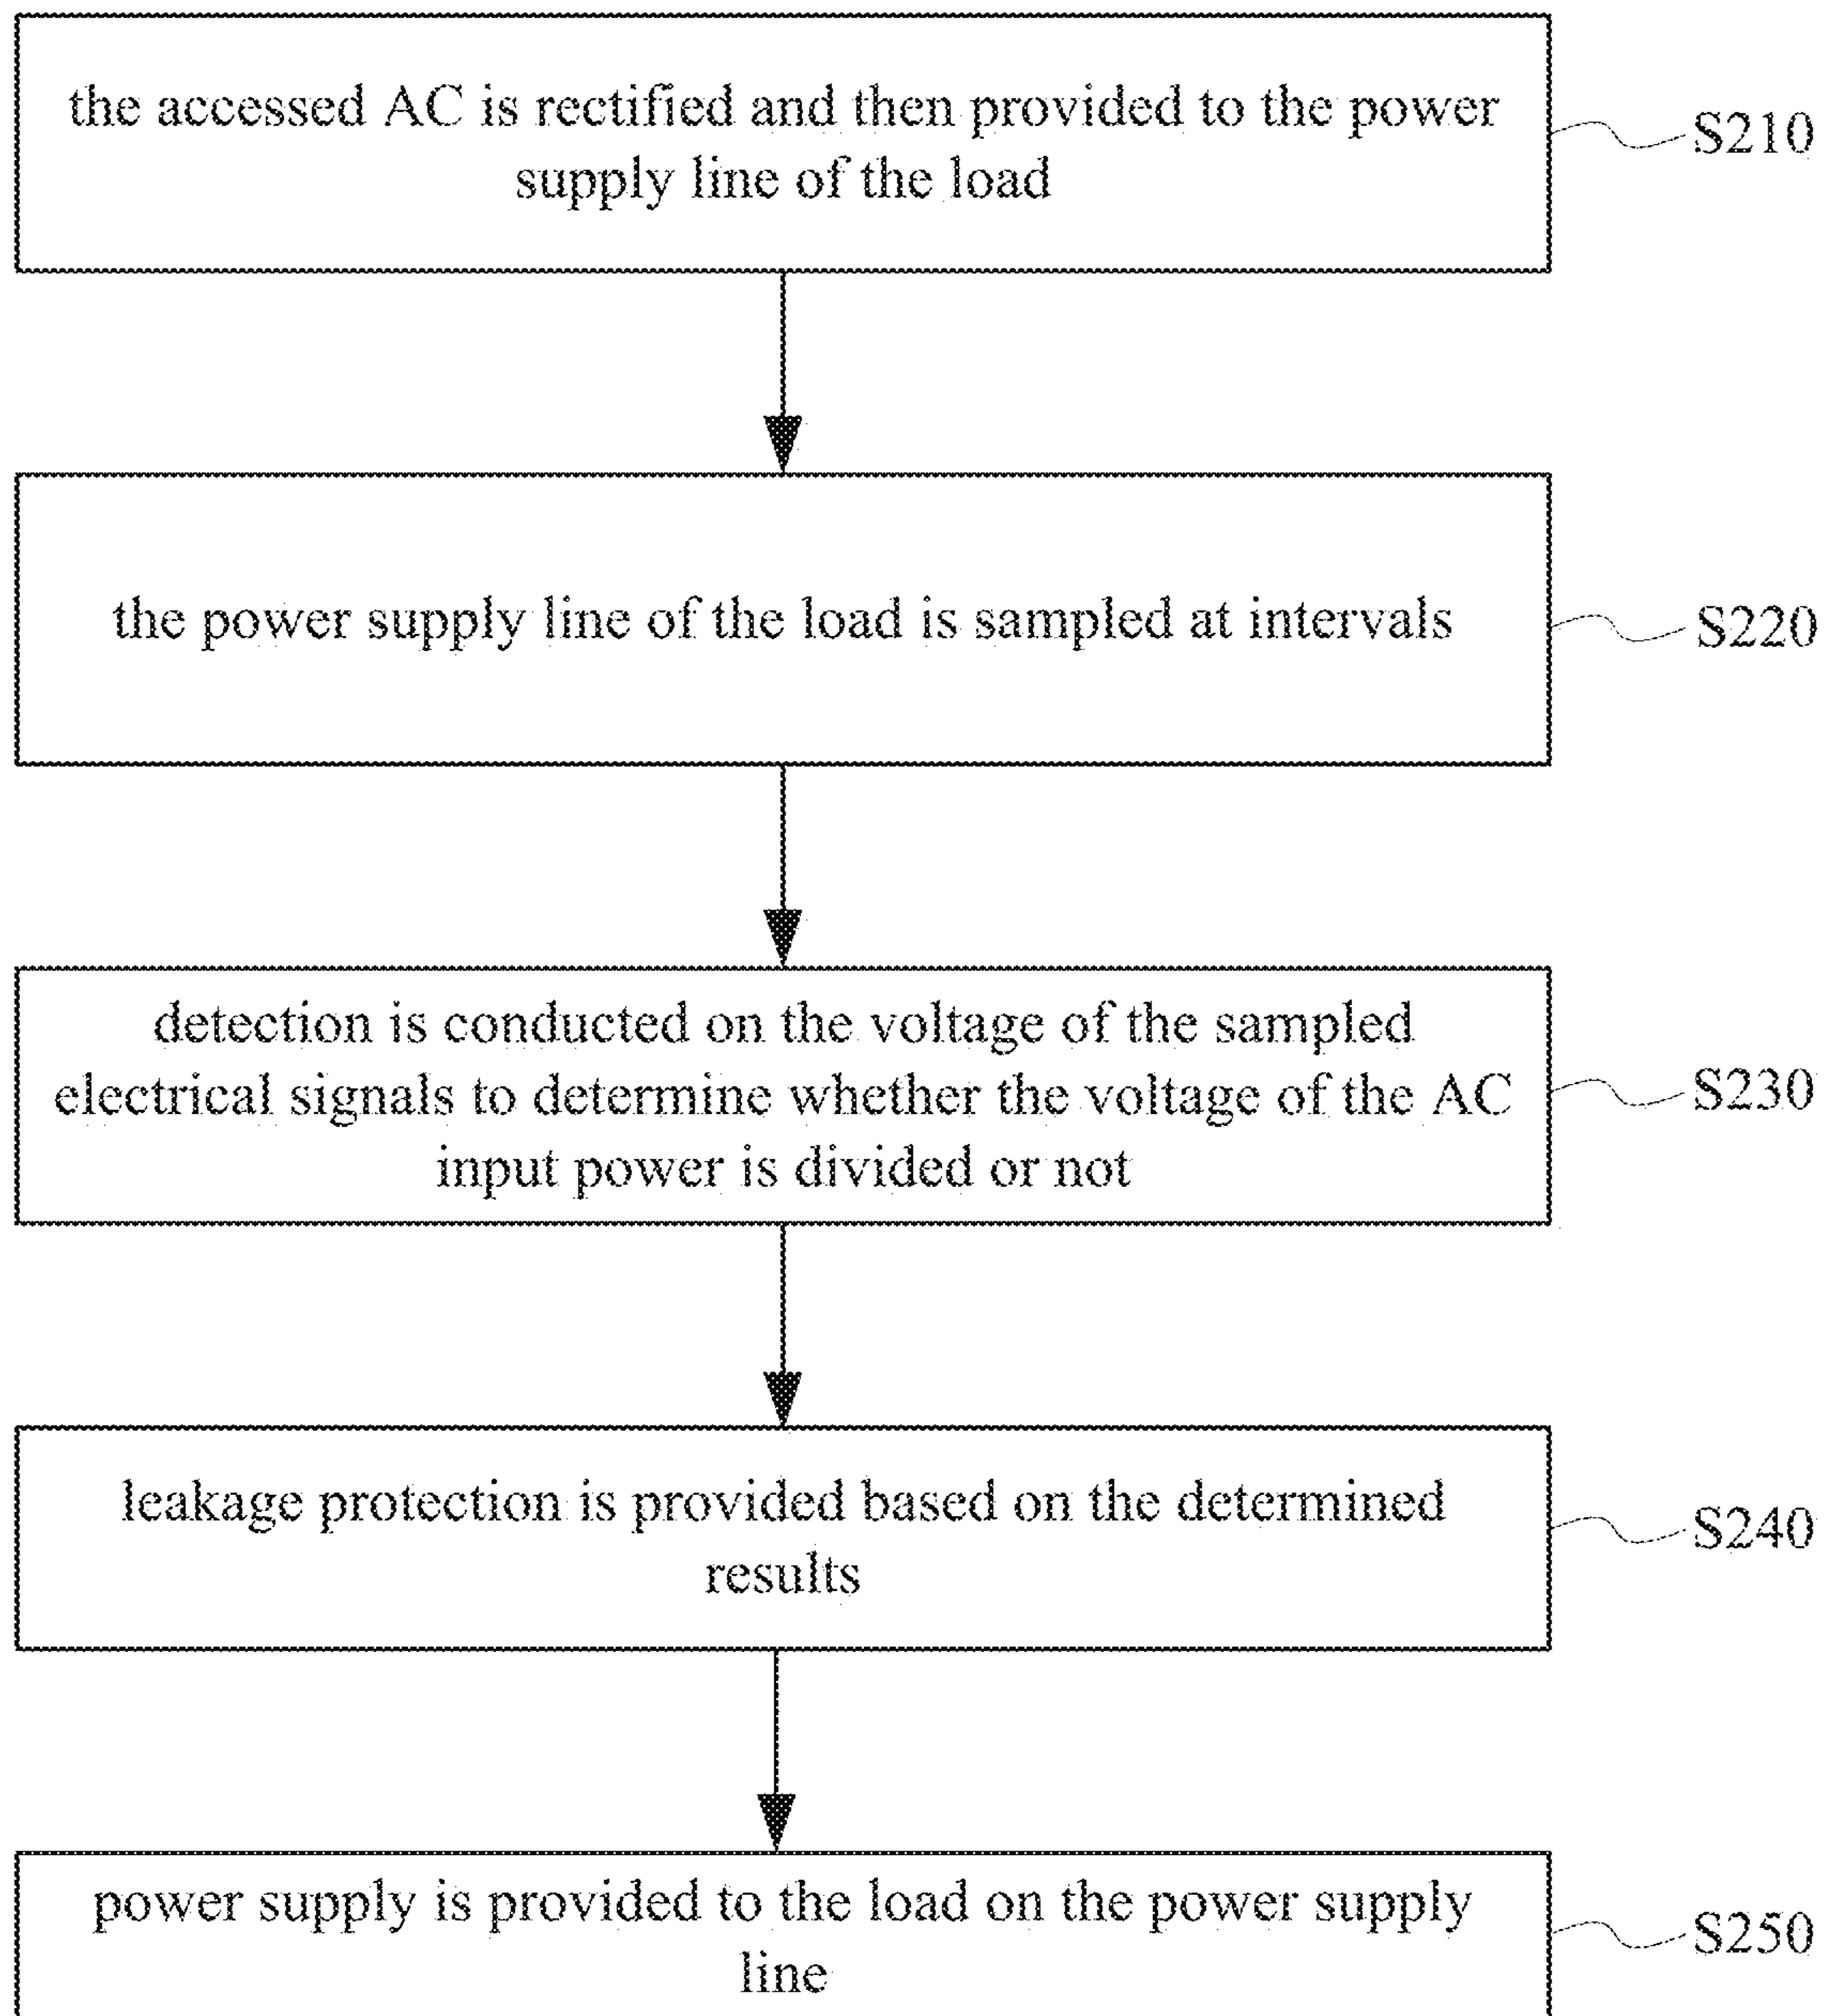 the accessed AC is rectified and then provided to the power
supply line of the load
S210
the power supply line of the load is sampled at intervals
S220
detection is conducted on the voltage of the sampled
electrical signals to determine whether the voltage of the AC
input power is divided or not
S230
leakage protection is provided based on the determined
results
S240
power supply is provided to the load on the power supply
line
S250